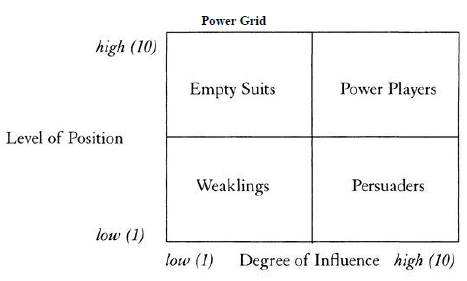 Power Grid
high (10)
Empty Suits Power Players
Level of Position
Weaklings Persuaders
low (1)
low (1) Degree of Influence high (10)